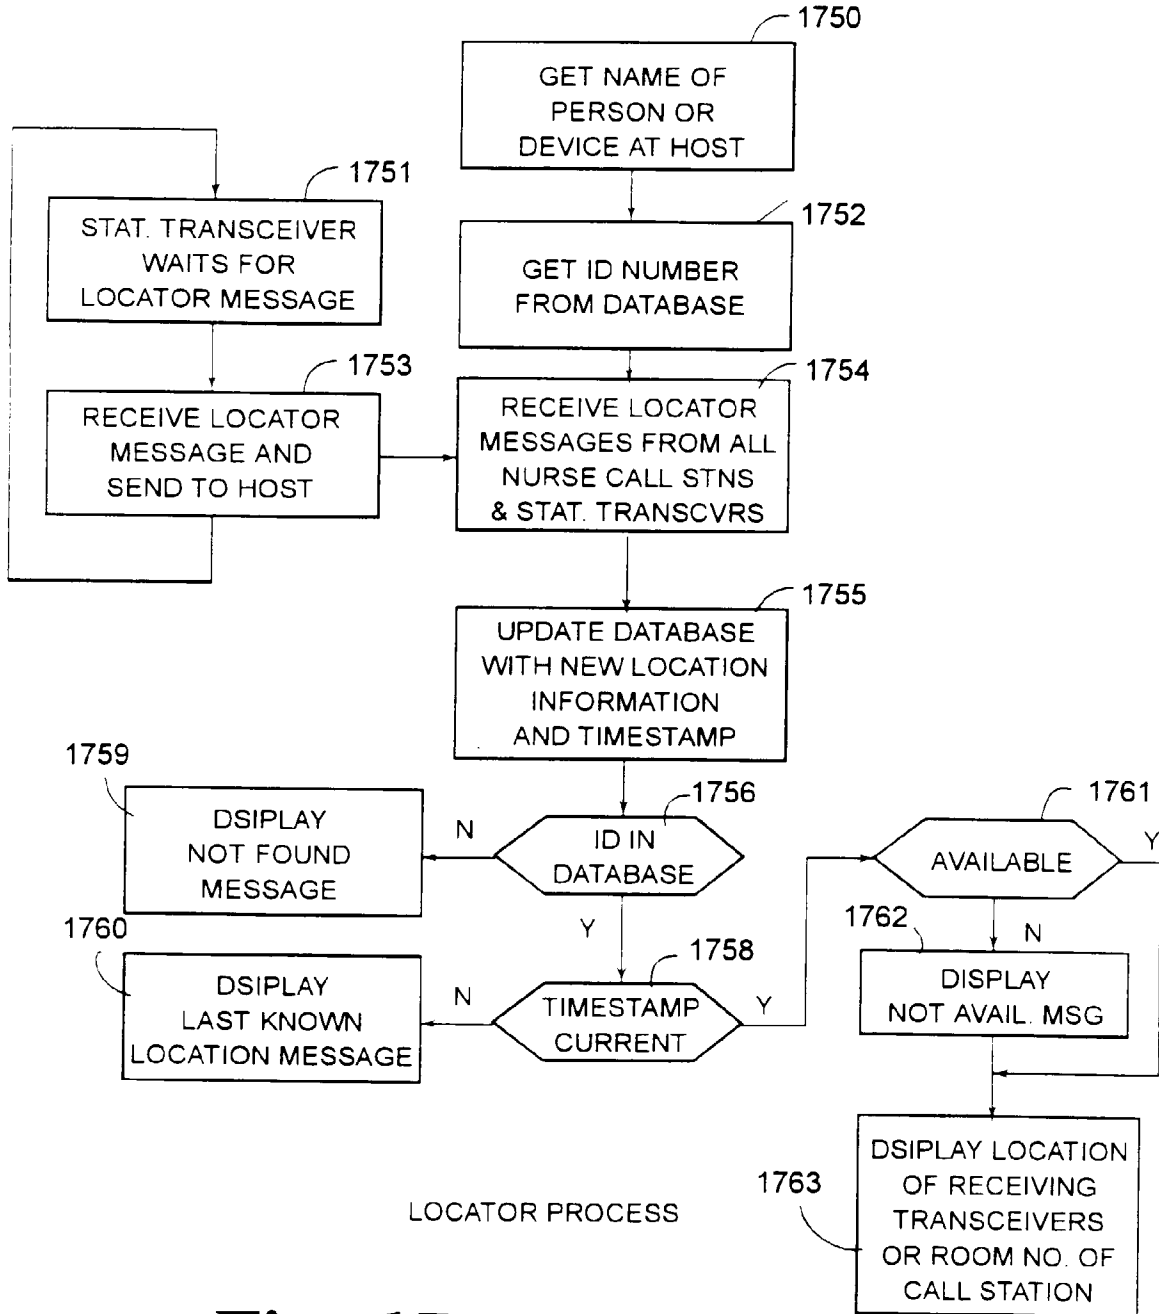 1750
GET NAME OF
PERSON OR
DEVICE AT HOST
1751
STAT. TRANSCEIVER
WAITS FOR
LOCATOR MESSAGE
1752
GET ID NUMBER
FROM DATABASE
1753
RECEIVE LOCATOR
MESSAGE AND
SEND TO HOST
1754
RECEIVE LOCATOR
MESSAGES FROM ALL
NURSE CALL STNS
& STAT. TRANSCVRS
1755
UPDATE DATABASE
WITH NEW LOCATION
INFORMATION
AND TIMESTAMP
1759
DSIPLAY
NOT FOUND
MESSAGE
N
1756
ID IN
DATABASE
Y
1761
AVAILABLE
Y
1760
DSIPLAY
LAST KNOWN
LOCATION MESSAGE
N
1758
TIMESTAMP
CURRENT
Y
1762
N
DISPLAY
NOT AVAIL. MSG
1763
DSIPLAY LOCATION
OF RECEIVING
TRANSCEIVERS
OR ROOM NO. OF
CALL STATION
LOCATOR PROCESS